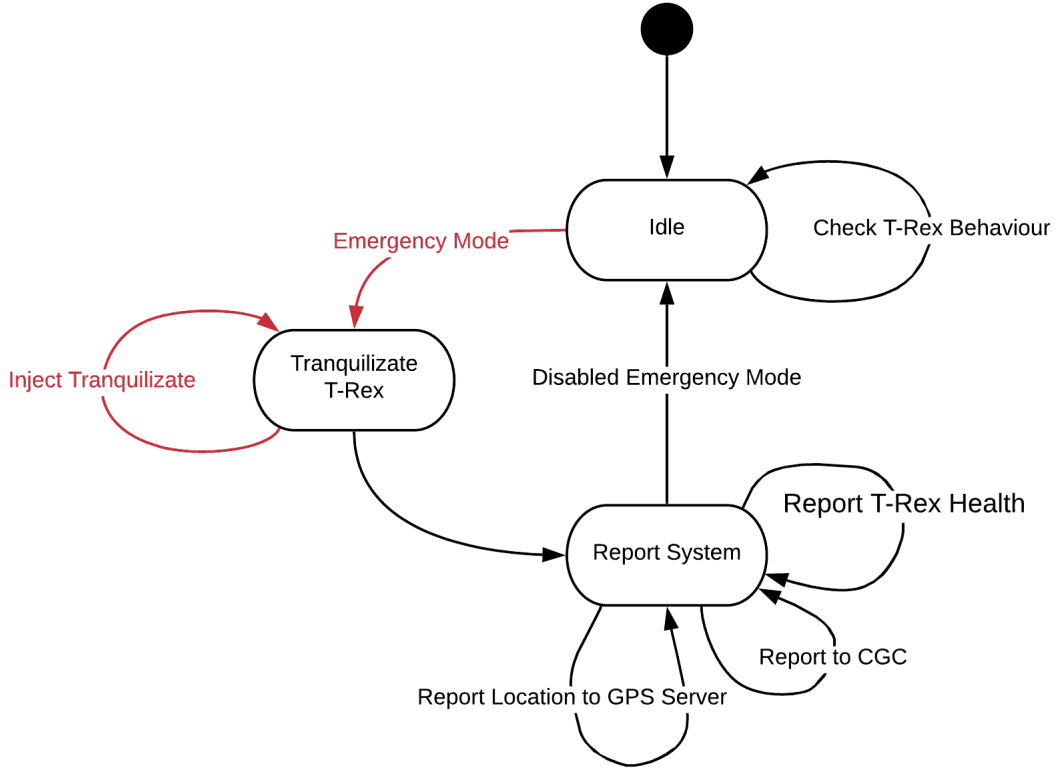 Idle
Check T-Rex Behaviour
Emergency Mode
Tranquilizate
T-Rex
Inject Tranquilizate
Disabled Emergency Mode
Report T-Rex Health
Report System
Report to CGC
Report Location to GPS Server